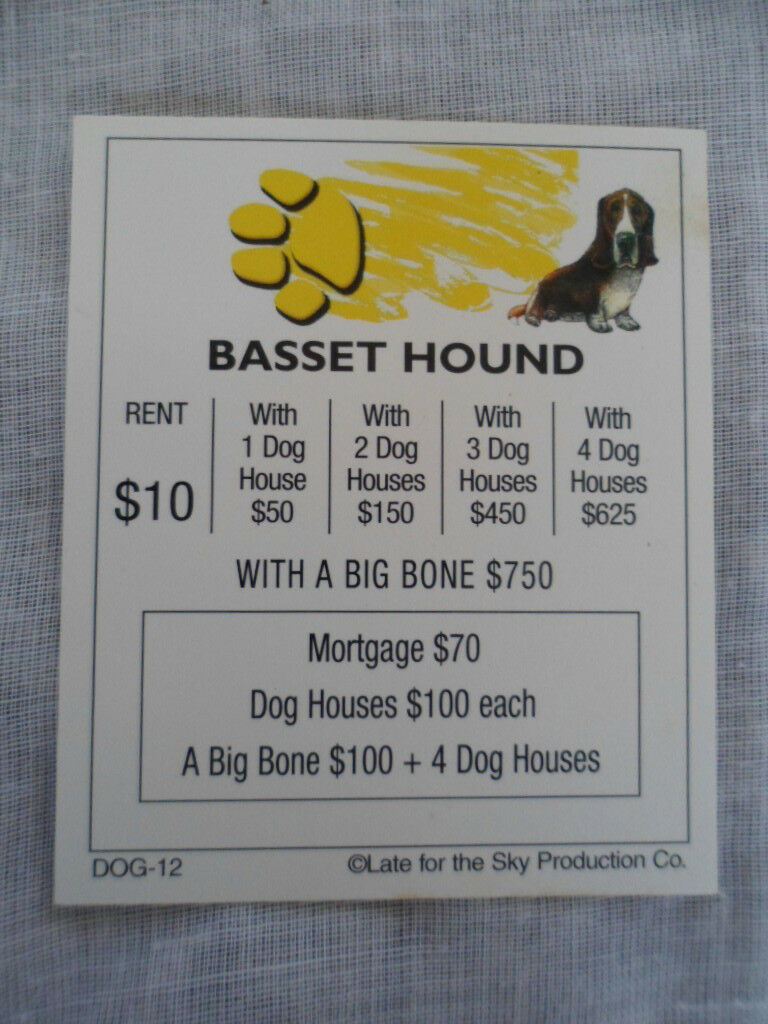 BASSET HOUND
RENT
$10
With
1 Dog
House
$50
With
2 Dog
Houses
$150
With
3 Dog
Houses
$450
With
4 Dog
Houses
$625
WITH A BIG BONE $750
Mortgage $70
Dog Houses $100 each
A Big Bone $100 + 4 Dog Houses
DOG-12
©Late for the Sky Production Co.